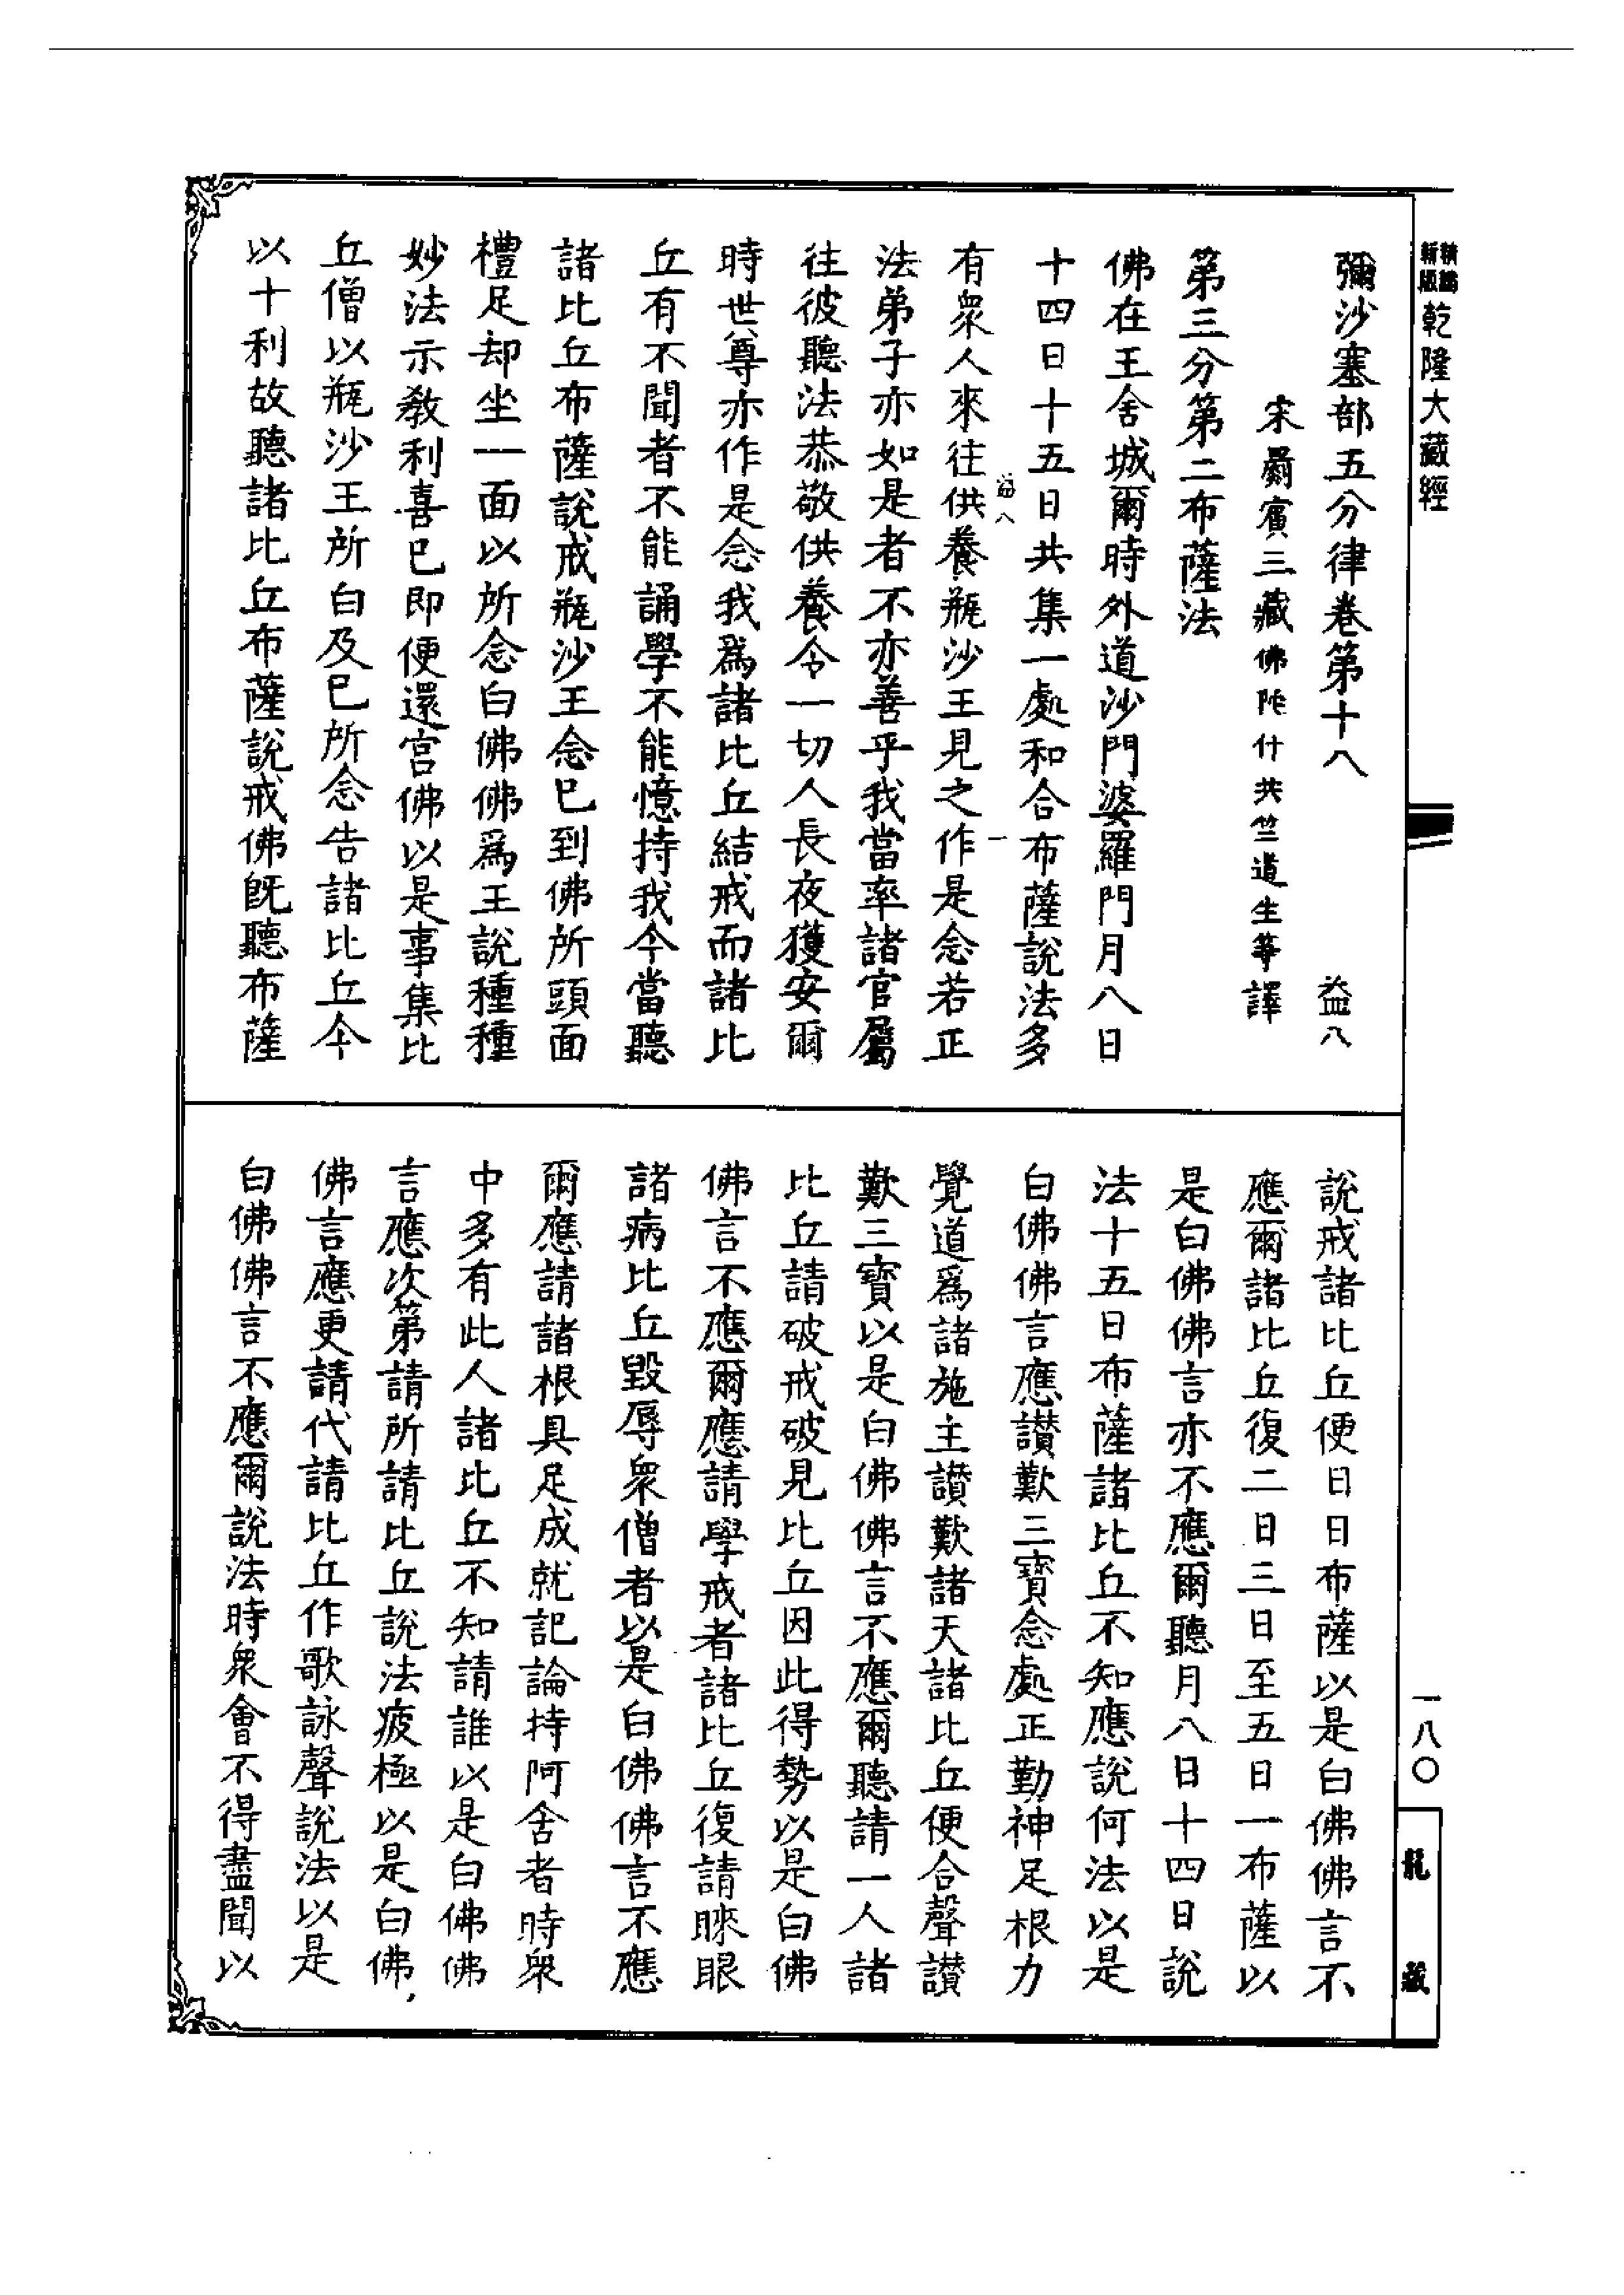 精編新版乾隆大藏經
彌沙塞部五分律卷第十八 益八
宋罽賓三藏佛陀什共竺道生等譯
第三分第二布薩法
佛在王舍城爾時外道沙門婆羅門月八日
十四日十五日共集一處和合布薩說法多
益八 一
有衆人來往供養瓶沙王見之作是念若正
法弟子亦如是者不亦善乎我當率諸官屬
往彼聽法恭敬供養令一切人長夜獲安爾
時世尊亦作是念我爲諸比丘結戒而諸比
丘有不聞者不能誦學不能憶持我今當聽
諸比丘布薩說戒瓶沙王念已到佛所頭面
禮足却坐一面以所念白佛佛爲王說種種
妙法示教利喜已即便還宮佛以是事集比
丘僧以瓶沙王所白及已所念告諸比丘今
以十利故聽諸比丘布薩說戒佛既聽布薩
說戒諸比丘便日日布薩以是白佛佛言不
應爾諸比丘復二日三日至五日一布薩以
是白佛佛言亦不應爾聽月八日十四日說
法十五日布薩諸比丘不知應說何法以是
白佛佛言應讚歎三寶念處正勤神足根力
覺道爲諸施主讚歎諸天諸比丘便合聲讚
歎三寶以是白佛佛言不應爾聽請一人諸
比丘請破戒破見比丘因此得勢以是白佛
佛言不應爾應請學戒者諸比丘復請睞眼
諸病比丘毀辱衆僧者以是白佛佛言不應
爾應請諸根具足成就記論持阿含者時衆
中多有此人諸比丘不知請誰以是白佛佛
言應次第請所請比丘說法疲極以是白佛
佛言應更請代請比丘作歌詠聲說法以是
白佛佛言不應爾說法時衆會不得盡聞以
一八〇
龍藏